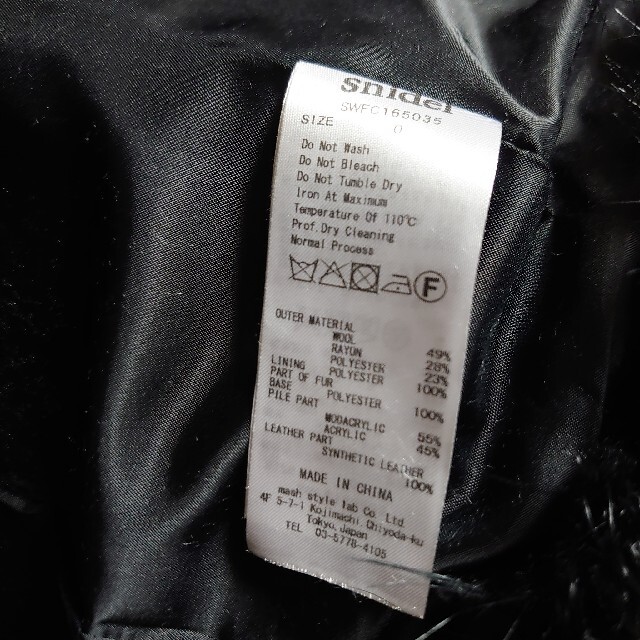 snidel
SWFC165035
SIZE 0
Do Not Wash
Do Not Bleach
Do Not Tumble Dry
Iron At Maximum
Temperature Of 110℃
Prof.Dry Cleaning
Normal Process
F
OUTER MATERIAL
WOOL 49%
RAYON 28%
POLYESTER 23%
LINING POLYESTER 100%
PART OF FUR
BASE POLYESTER 100%
PILE PART
MODACRYLIC 55%
ACRYLIC 45%
LEATHER PART
SYNTHETIC LEATHER 100%
MADE IN CHINA
mash style lab Co. Ltd.
4F 5-7-1 Kojimachi, Chiyoda-ku
Tokyo,Japan
TEL 03-5778-4105